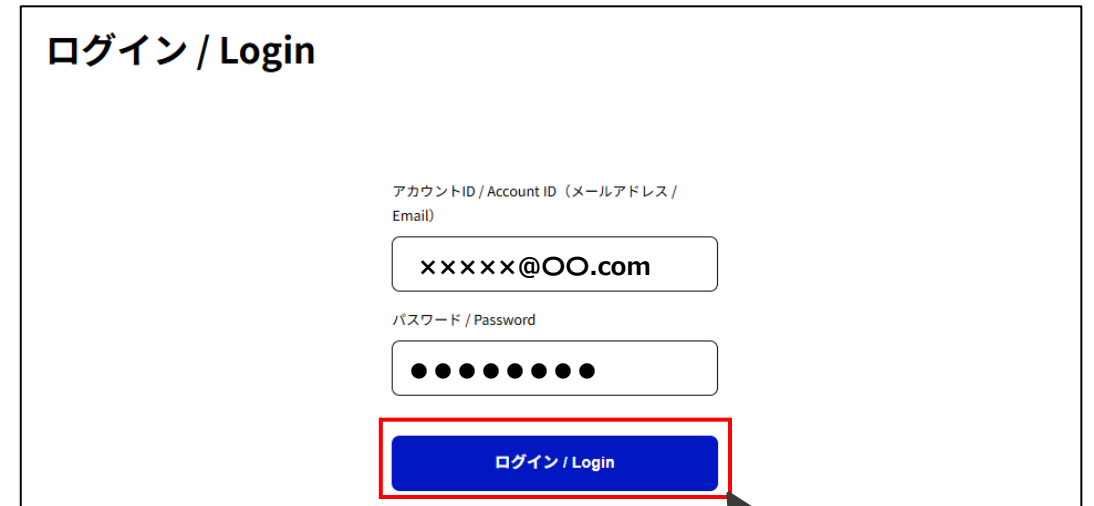 ログイン / Login
アカウントID / Account ID（メールアドレス /
Email）
×××××@〇〇.com
パスワード / Password
●●●●●●●●
ログイン / Login